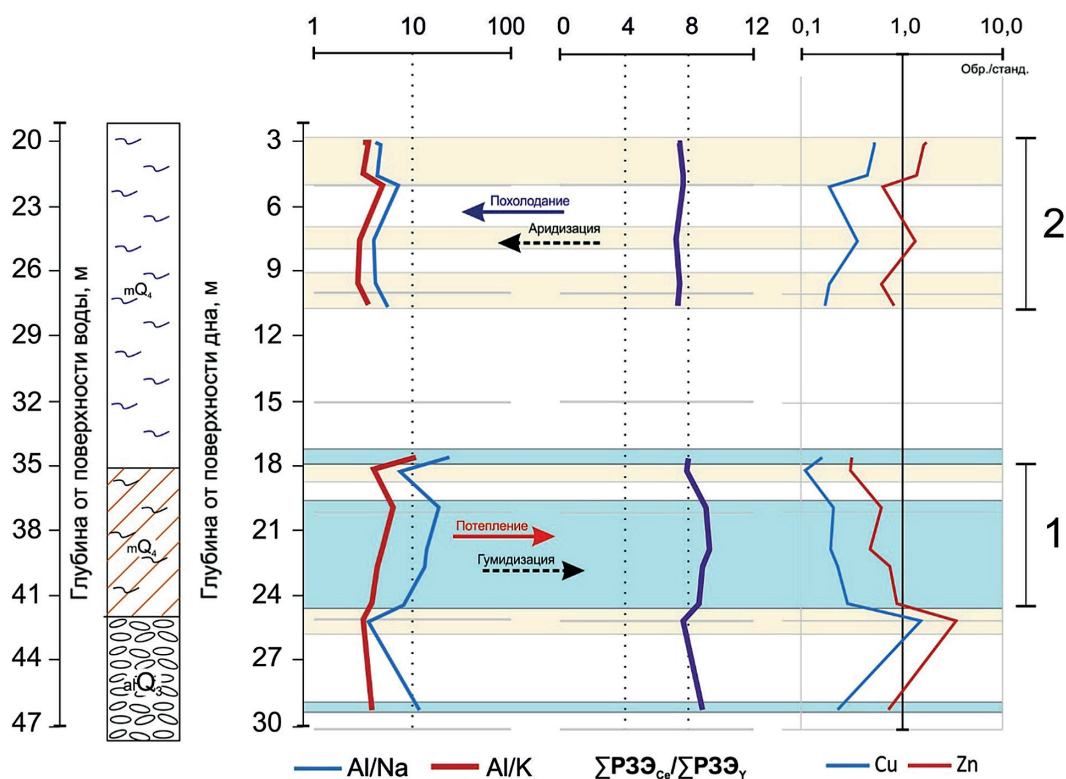 1 10 100 0 4 8 12 0,1 1,0 10,0
Обр./станд.
Глубина от поверхности воды, м
20
23
26
29
32
35
38
41
44
47
mQ₄
mQ₄
alQ₃
Глубина от поверхности дна, м
3
6
9
12
15
18
21
24
27
30
Похолодание
Аридизация
Потепление
Гумидизация
2
1
Al/Na Al/K ∑РЗЭCe/∑РЗЭY Cu Zn